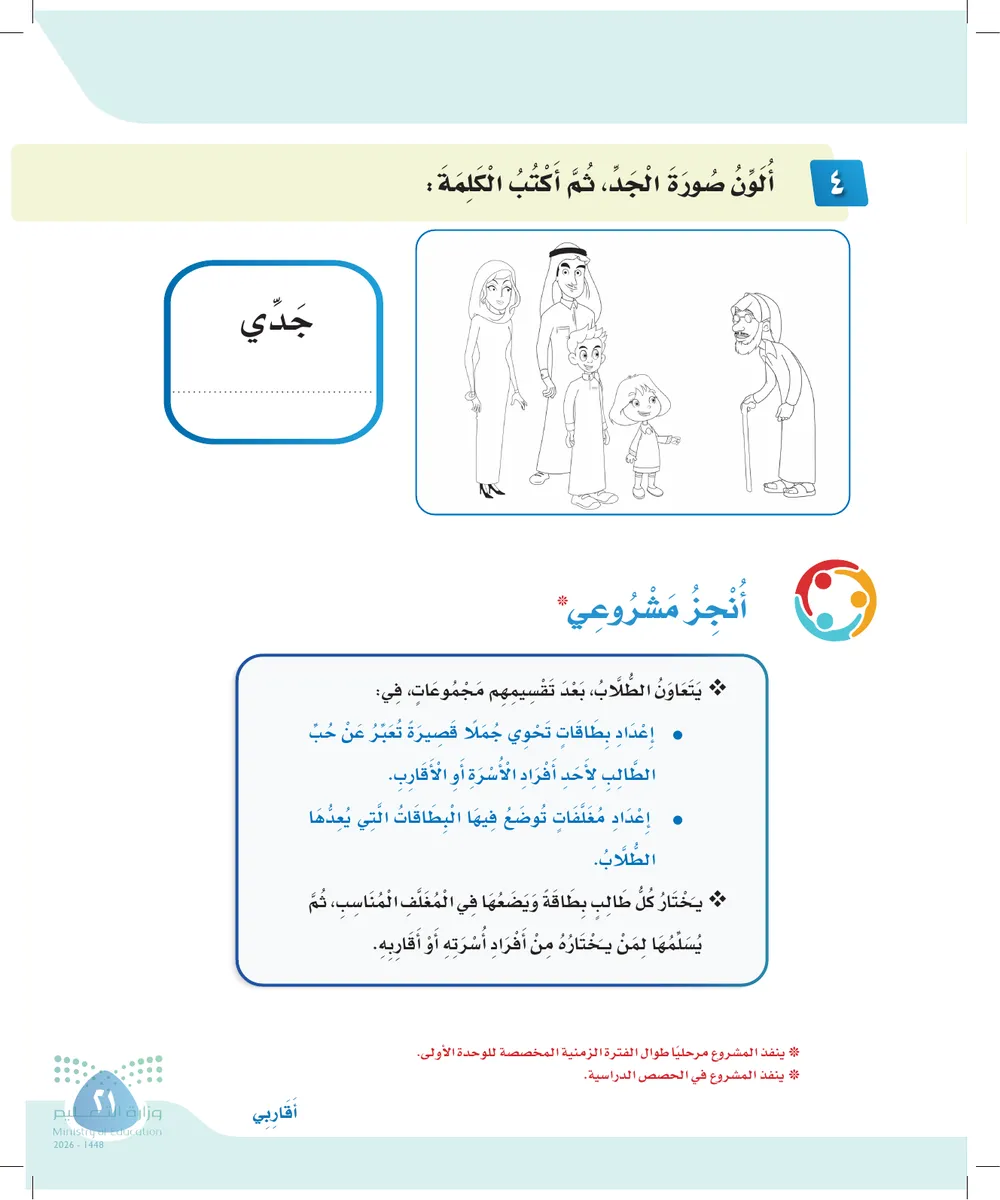 ٤
أُلَوِّنُ صُورَةَ الْجَدِّ، ثُمَّ أَكْتُبُ الْكَلِمَةَ :
جَدِّي
أُنْجِزُ مَشْرُوعِي*
❖ يَتَعَاوَنُ الطُّلَّابُ، بَعْدَ تَقْسِيمِهِم مَجْمُوعَاتٍ، فِي:
● إِعْدَادِ بِطَاقَاتٍ تَحْوِي جُمَلًا قَصِيرَةً تُعَبِّرُ عَنْ حُبِّ
الطَّالِبِ لِأَحَدِ أَفْرَادِ الْأُسْرَةِ أَوِ الْأَقَارِبِ.
● إِعْدَادِ مُغَلَّفَاتٍ تُوضَعُ فِيهَا الْبِطَاقَاتُ الَّتِي يُعِدُّهَا
الطُّلَّابُ.
❖ يَخْتَارُ كُلُّ طَالِبٍ بِطَاقَةً وَيَضَعُهَا فِي الْمُغَلَّفِ الْمُنَاسِبِ، ثُمَّ
يُسَلِّمُهَا لِمَنْ يَخْتَارُهُ مِنْ أَفْرَادِ أُسْرَتِهِ أَوْ أَقَارِبِهِ.
* ينفذ المشروع مرحليًا طوال الفترة الزمنية المخصصة للوحدة الأولى.
* ينفذ المشروع في الحصص الدراسية.
أَقَارِبِي
٢١
وزارة التعليم
Ministry of Education
2026 - 1448